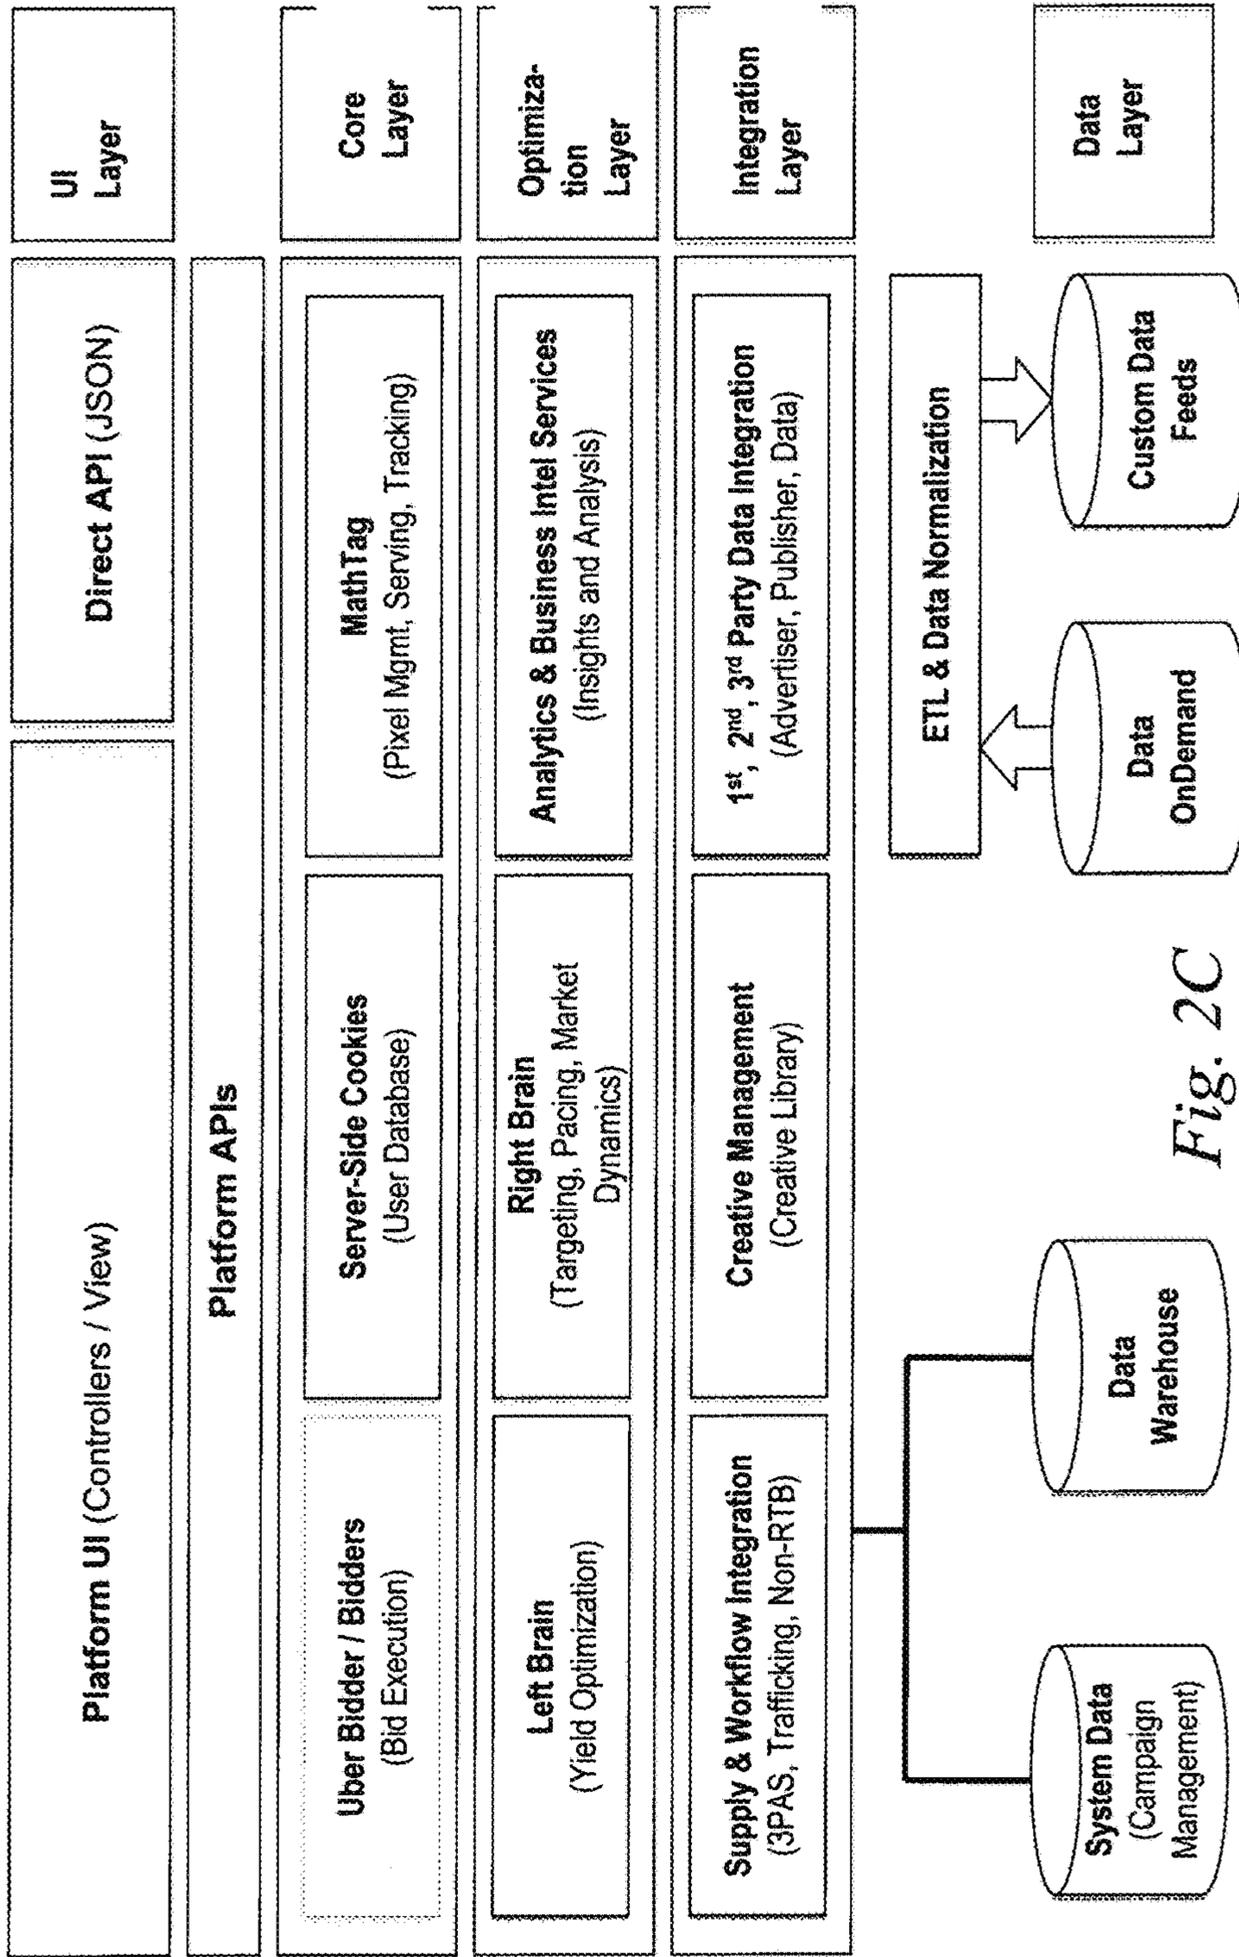 Platform UI (Controllers / View)
Direct API (JSON)
UI
Layer
Platform APIs
Uber Bidder / Bidders
(Bid Execution)
Server-Side Cookies
(User Database)
MathTag
(Pixel Mgmt, Serving, Tracking)
Core
Layer
Left Brain
(Yield Optimization)
Right Brain
(Targeting, Pacing, Market
Dynamics)
Analytics & Business Intel Services
(Insights and Analysis)
Optimiza-
tion
Layer
Supply & Workflow Integration
(3PAS, Trafficking, Non-RTB)
Creative Management
(Creative Library)
1st, 2nd, 3rd Party Data Integration
(Advertiser, Publisher, Data)
Integration
Layer
ETL & Data Normalization
System Data
(Campaign
Management)
Data
Warehouse
Data
OnDemand
Custom Data
Feeds
Data
Layer
Fig. 2C